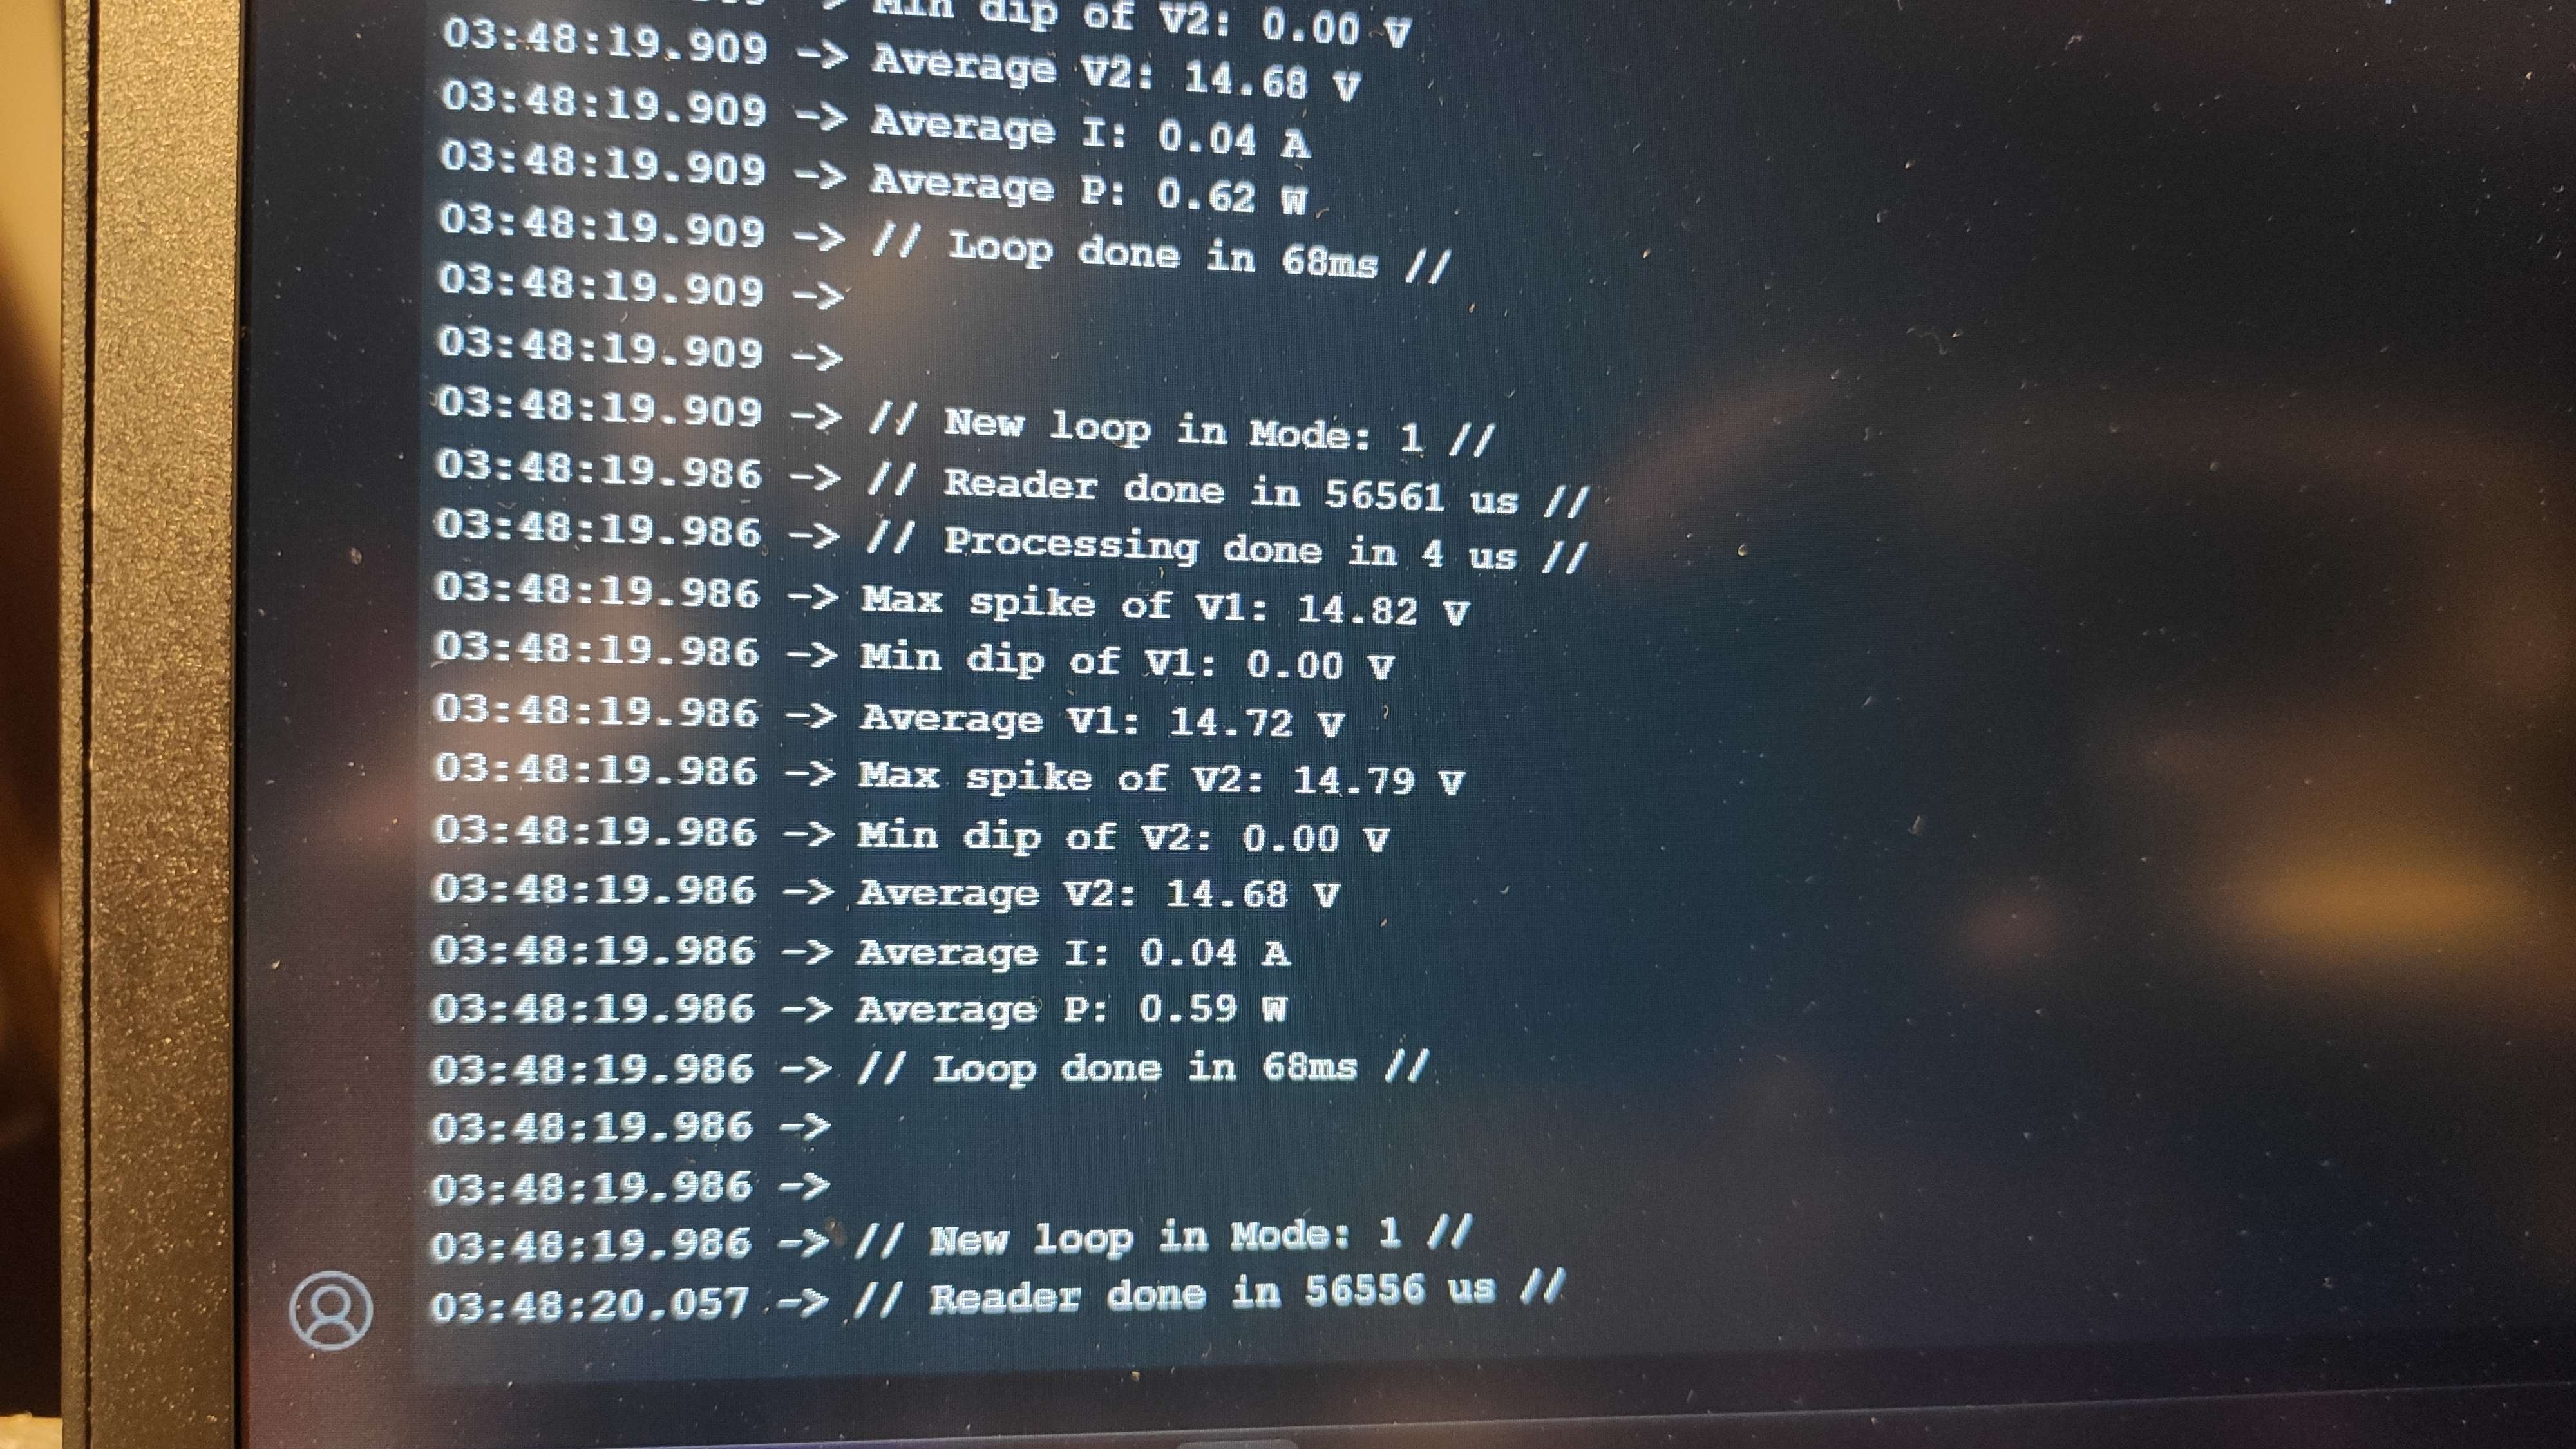 Min dip of V2: 0.00 V
03:48:19.909 -> Average V2: 14.68 V
03:48:19.909 -> Average I: 0.04 A
03:48:19.909 -> Average P: 0.62 W
03:48:19.909 -> // Loop done in 68ms //
03:48:19.909 ->
03:48:19.909 ->
03:48:19.909 -> // New loop in Mode: 1 //
03:48:19.986 -> // Reader done in 56561 us //
03:48:19.986 -> // Processing done in 4 us //
03:48:19.986 -> Max spike of V1: 14.82 V
03:48:19.986 -> Min dip of V1: 0.00 V
03:48:19.986 -> Average V1: 14.72 V
03:48:19.986 -> Max spike of V2: 14.79 V
03:48:19.986 -> Min dip of V2: 0.00 V
03:48:19.986 -> Average V2: 14.68 V
03:48:19.986 -> Average I: 0.04 A
03:48:19.986 -> Average P: 0.59 W
03:48:19.986 -> // Loop done in 68ms //
03:48:19.986 ->
03:48:19.986 ->
03:48:19.986 -> // New loop in Mode: 1 //
03:48:20.057 -> // Reader done in 56556 us //